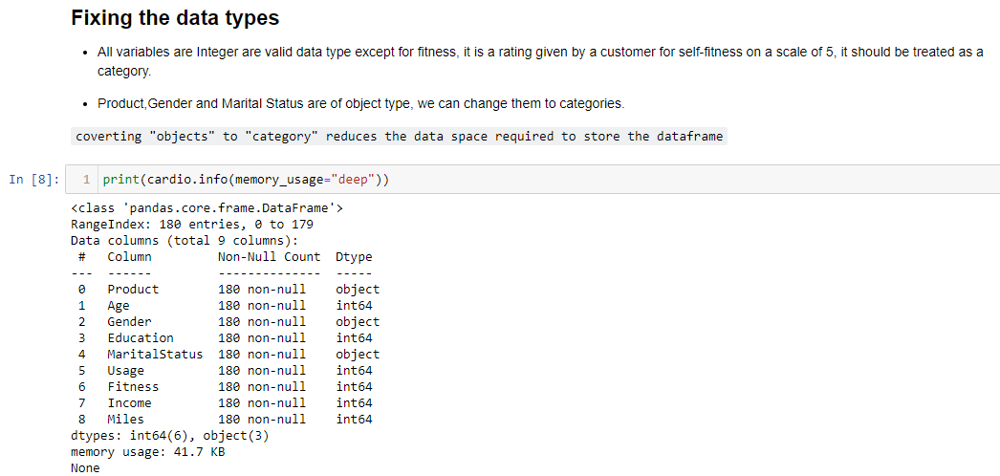 Fixing the data types
• All variables are Integer are valid data type except for fitness, it is a rating given by a customer for self-fitness on a scale of 5, it should be treated as a
category.
• Product,Gender and Marital Status are of object type, we can change them to categories.
coverting "objects" to "category" reduces the data space required to store the dataframe
In [8]: 1 print(cardio.info(memory_usage="deep"))
<class 'pandas.core.frame.DataFrame'>
RangeIndex: 180 entries, 0 to 179
Data columns (total 9 columns):
 #   Column         Non-Null Count  Dtype
---  ------         --------------  -----
 0   Product        180 non-null    object
 1   Age            180 non-null    int64
 2   Gender         180 non-null    object
 3   Education      180 non-null    int64
 4   MaritalStatus  180 non-null    object
 5   Usage          180 non-null    int64
 6   Fitness        180 non-null    int64
 7   Income         180 non-null    int64
 8   Miles          180 non-null    int64
dtypes: int64(6), object(3)
memory usage: 41.7 KB
None